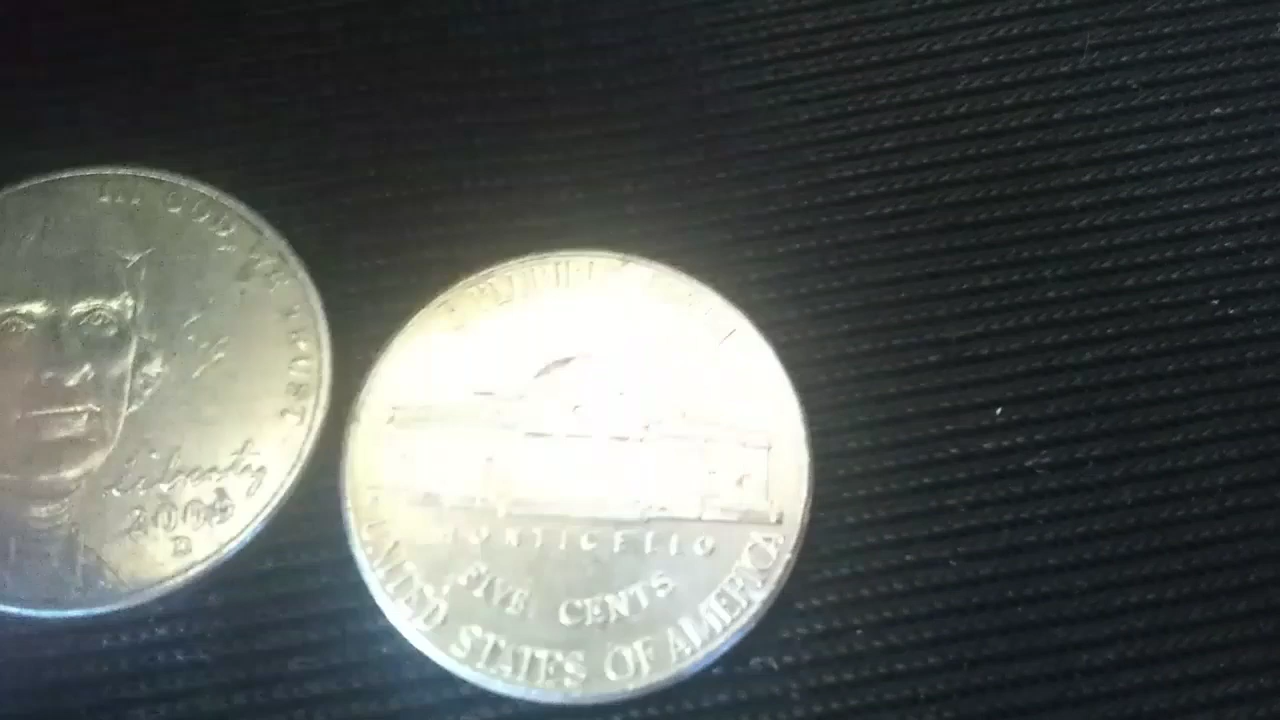 IN GOD WE TRUST
Liberty
D
MONTICELLO
FIVE CENTS
UNITED STATES OF AMERICA